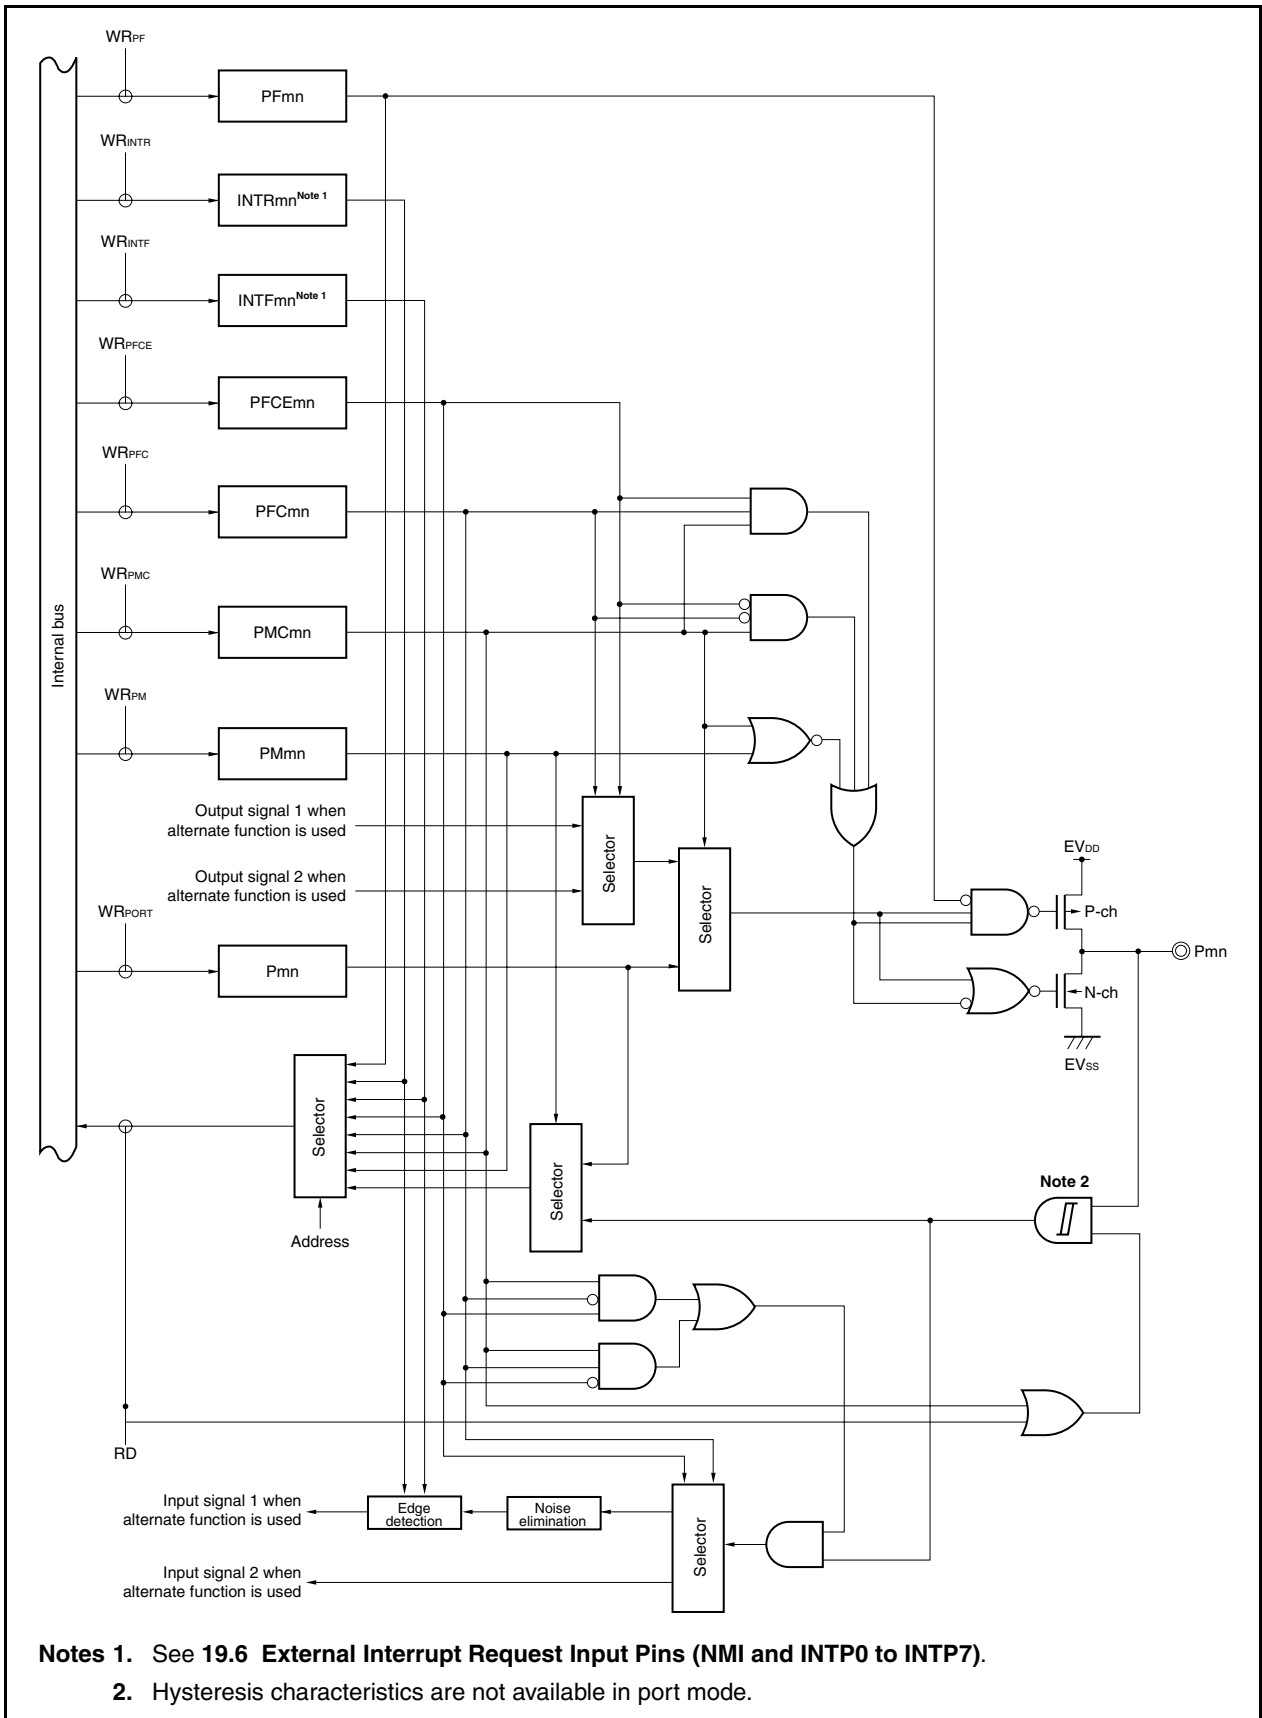 WRPF
PFmn
WRINTR
INTRmnNote 1
WRINTF
INTFmnNote 1
WRPFCE
PFCEmn
WRPFC
PFCmn
WRPMC
PMCmn
Internal bus
WRPM
PMmn
Output signal 1 when
alternate function is used
Selector
Output signal 2 when
alternate function is used
Selector
EVDD
P-ch
WRPORT
Pmn
Pmn
N-ch
EVSS
Selector
Address
Selector
Note 2
RD
Input signal 1 when
alternate function is used
Edge
detection
Noise
elimination
Selector
Input signal 2 when
alternate function is used
Notes 1. See 19.6 External Interrupt Request Input Pins (NMI and INTP0 to INTP7).
2. Hysteresis characteristics are not available in port mode.